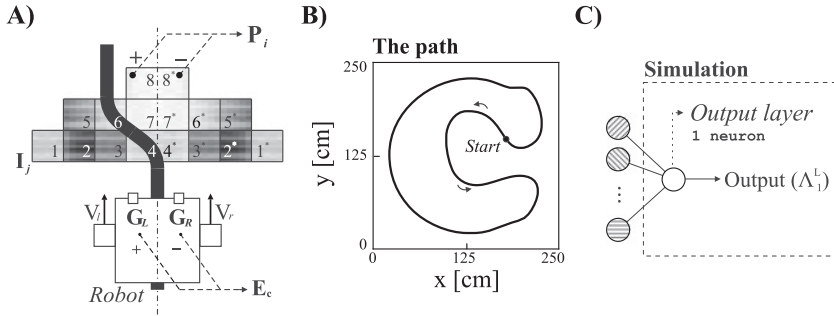 A)
P i
+ −
8 8*
5 6 7 7* 6* 5*
I j 1 2 3 4 4* 3* 2* 1*
V l G L G R V r
+ −
Robot
E c
B)
The path
250
125
0
y [cm]
Start
0 125 250
x [cm]
C)
Simulation
Output layer
1 neuron
Output (Λ L 1)